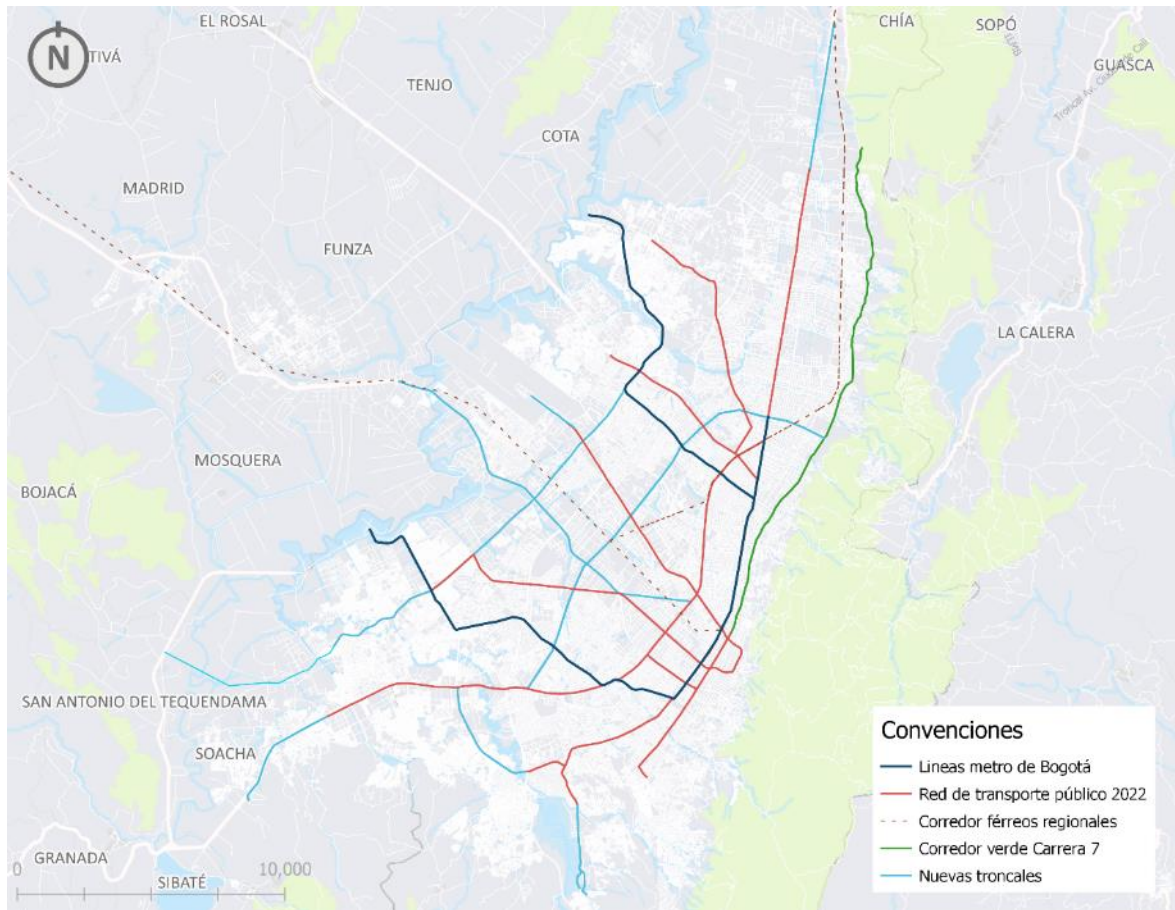 EL ROSAL
CHÍA
SOPÓ
N
TIVÁ
TENJO
GUASCA
COTA
MADRID
FUNZA
LA CALERA
MOSQUERA
BOJACÁ
SAN ANTONIO DEL TEQUENDAMA
SOACHA
GRANADA
SIBATÉ
0
10,000
Convenciones
Lineas metro de Bogotá
Red de transporte público 2022
Corredor férreos regionales
Corredor verde Carrera 7
Nuevas troncales